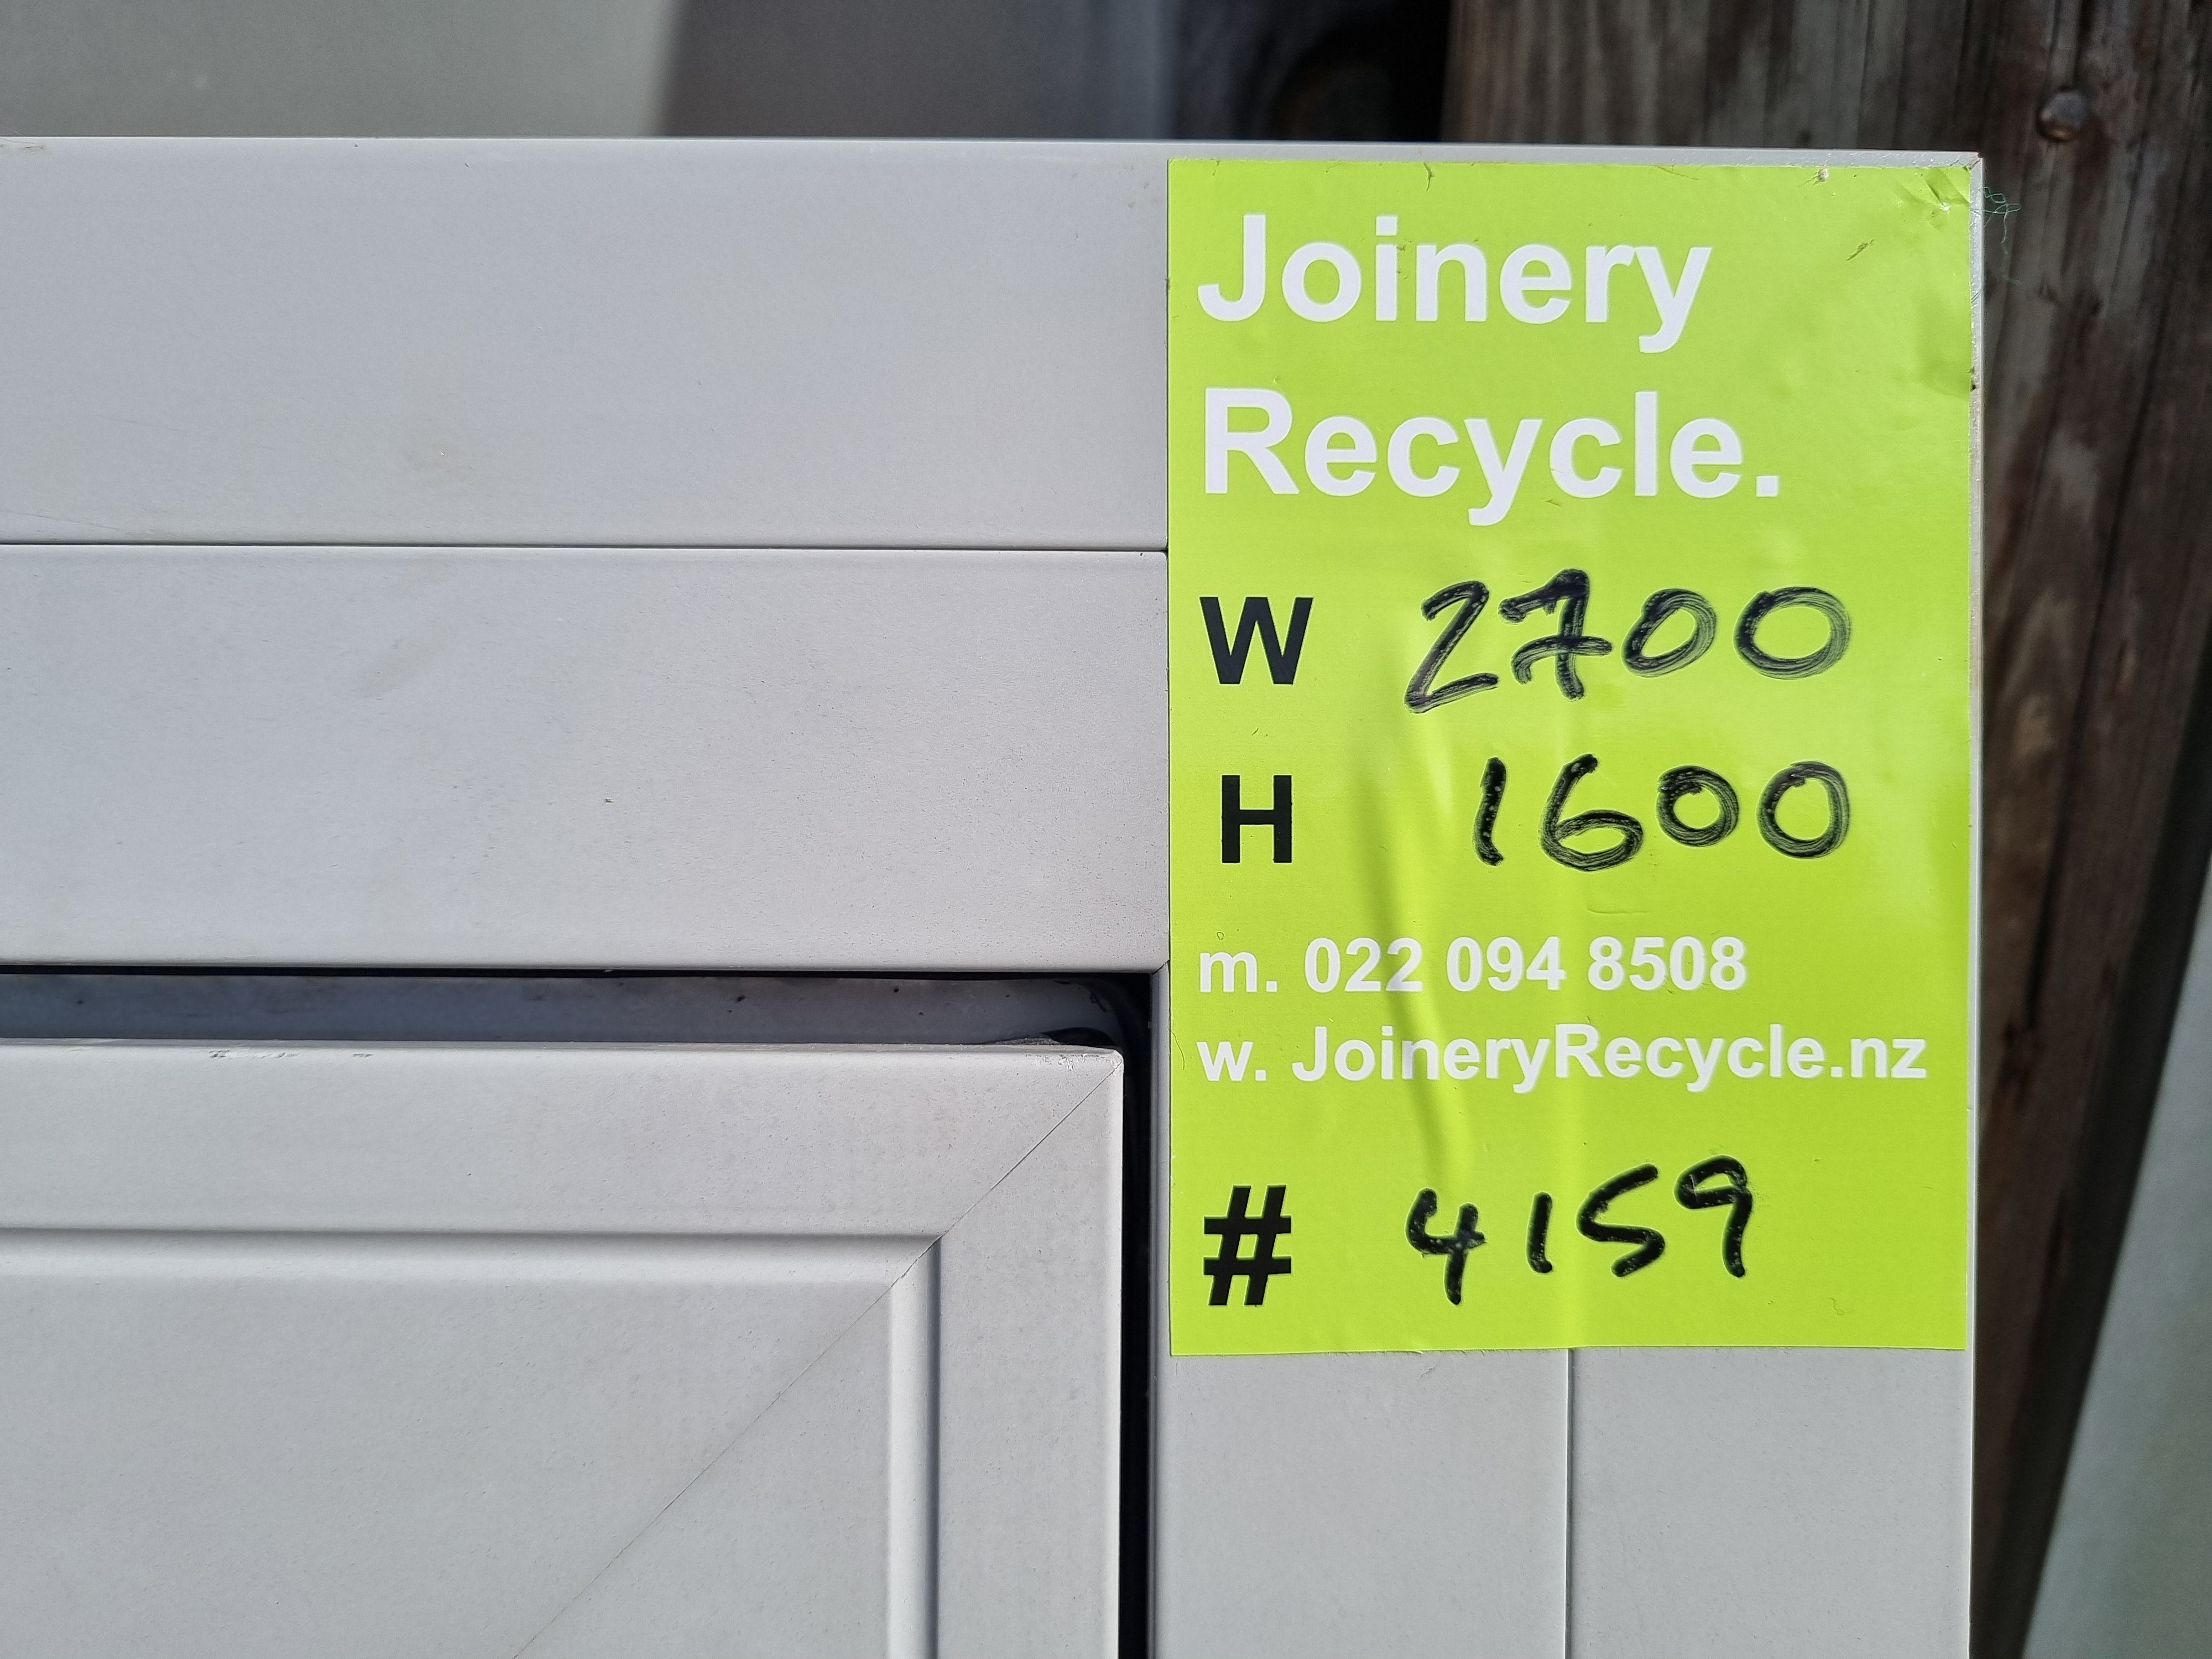 Joinery
Recycle.
W 2700
H 1600
m. 022 094 8508
w. JoineryRecycle.nz
# 4159